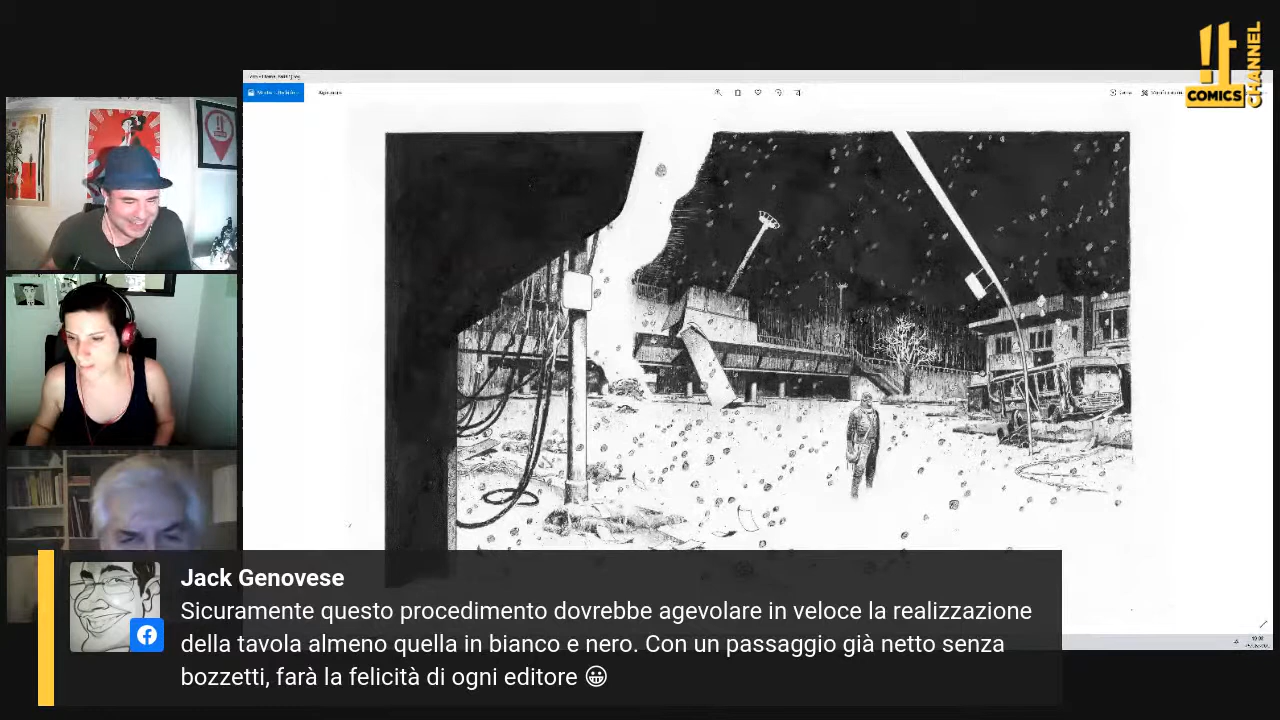 COMICS
CHANNEL
Jack Genovese
Sicuramente questo procedimento dovrebbe agevolare in veloce la realizzazione
della tavola almeno quella in bianco e nero. Con un passaggio già netto senza
bozzetti, farà la felicità di ogni editore 😀